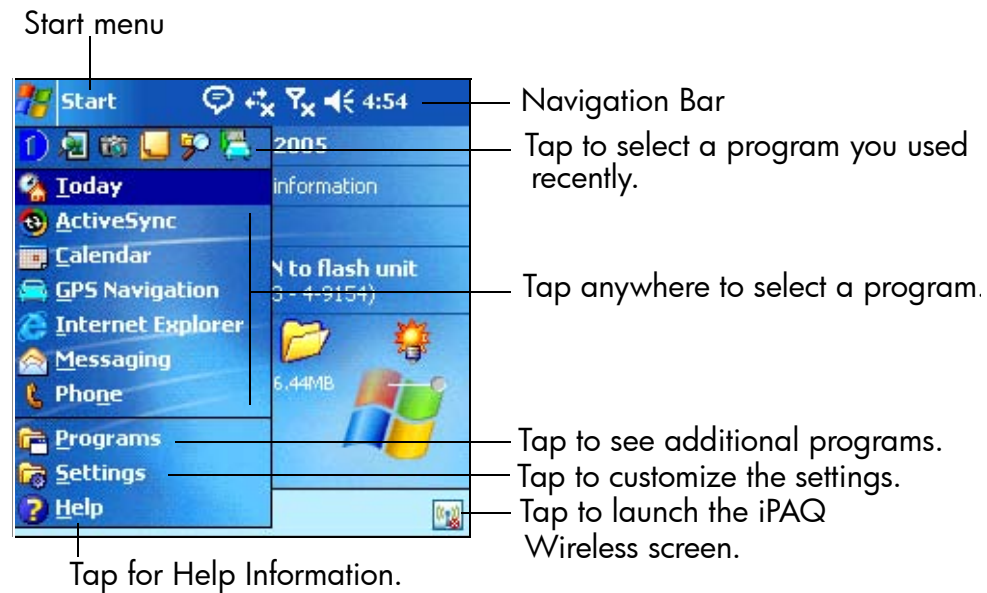 Start menu
Start 4:54
Navigation Bar
2005
Tap to select a program you used
recently.
Today
information
ActiveSync
Calendar
N to flash unit
GPS Navigation
3 - 4-9154)
Tap anywhere to select a program.
Internet Explorer
Messaging
6.44MB
Phone
Programs
Tap to see additional programs.
Settings
Tap to customize the settings.
Help
Tap to launch the iPAQ
Wireless screen.
Tap for Help Information.